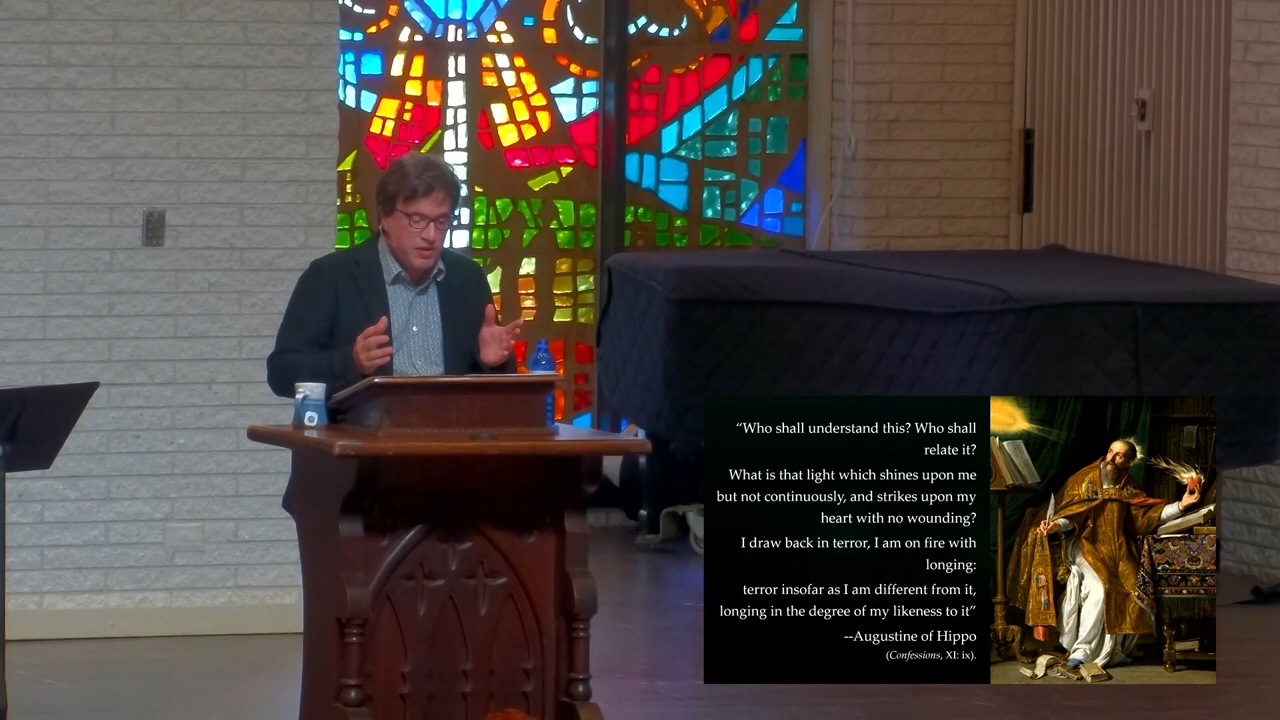 “Who shall understand this? Who shall
relate it?
What is that light which shines upon me
but not continuously, and strikes upon my
heart with no wounding?
I draw back in terror, I am on fire with
longing:
terror insofar as I am different from it,
longing in the degree of my likeness to it”
--Augustine of Hippo
(Confessions, XI: ix).